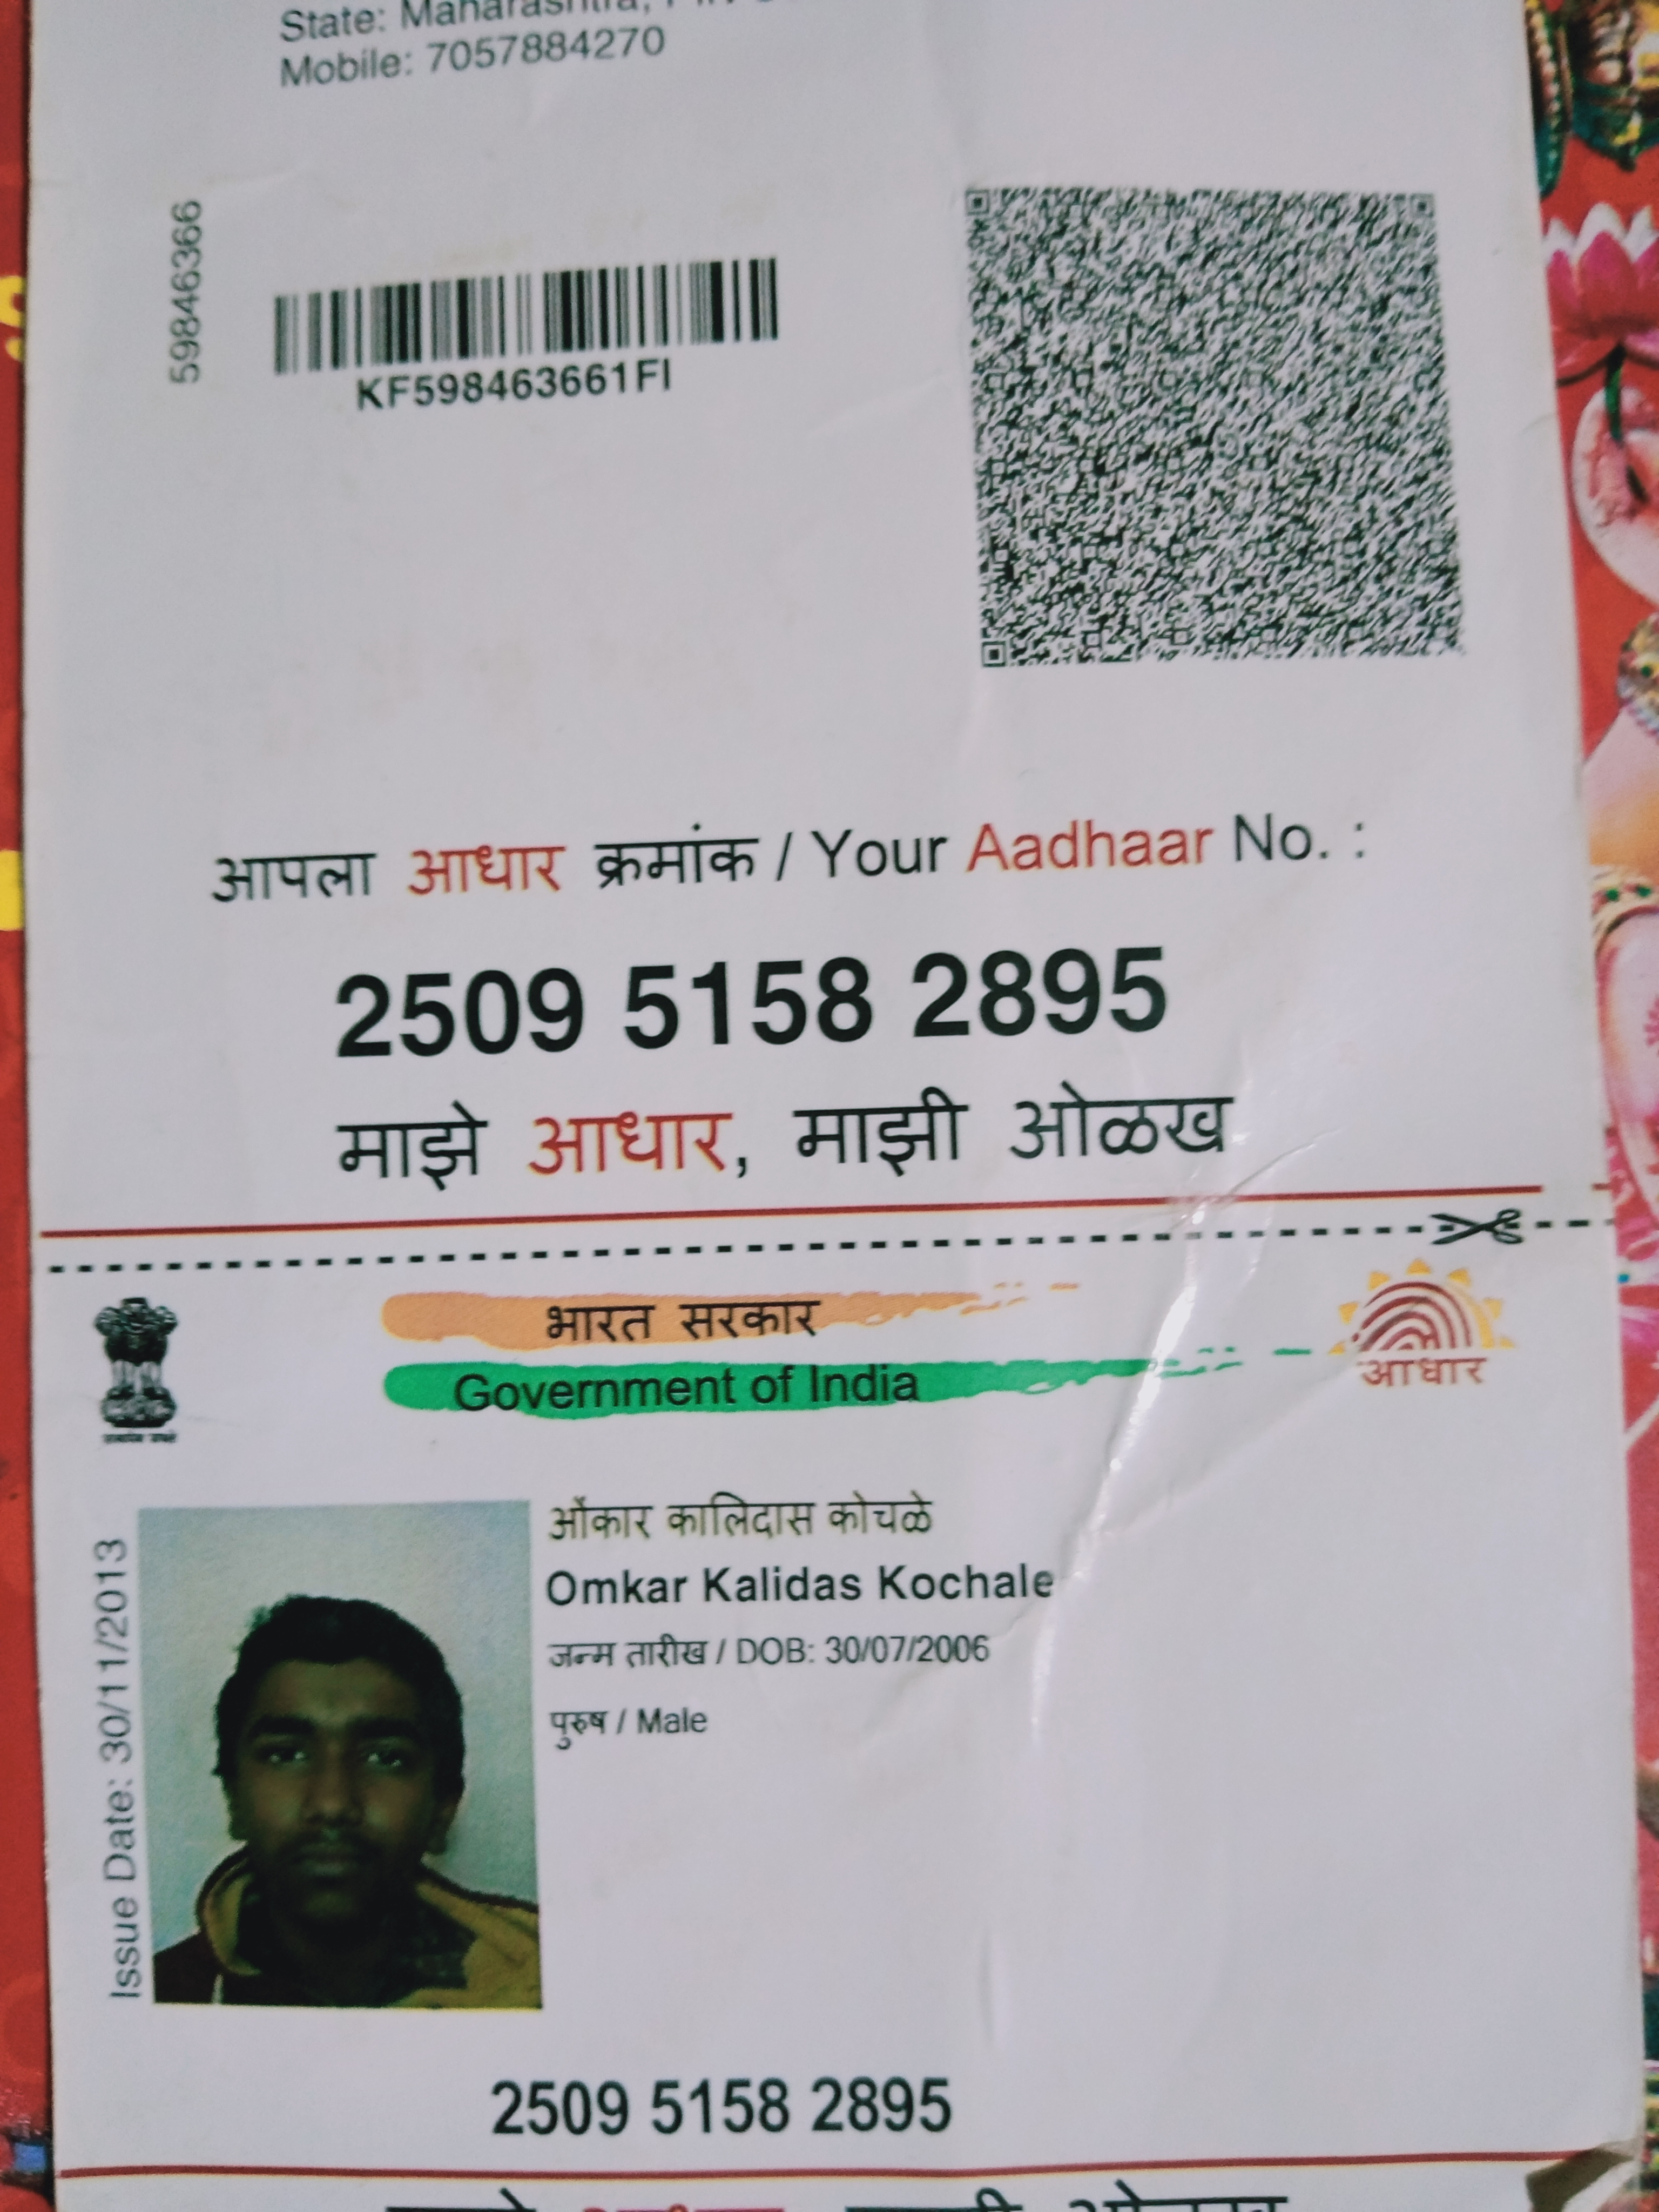 State: Maharashtra,
Mobile: 7057884270
59846366
KF598463661FI
आपला आधार क्रमांक / Your Aadhaar No. :
2509 5158 2895
माझे आधार, माझी ओळख
भारत सरकार
Government of India
आधार
Issue Date: 30/11/2013
ओंकार कालिदास कोचळे
Omkar Kalidas Kochale
जन्म तारीख / DOB: 30/07/2006
पुरुष / Male
2509 5158 2895